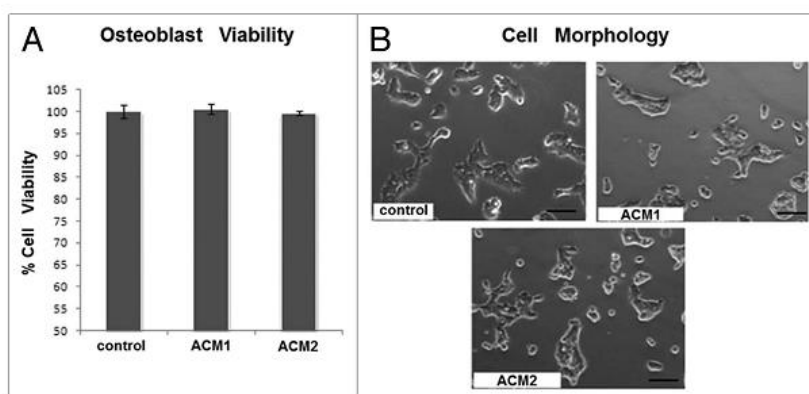 A
Osteoblast Viability
105
100
95
90
85
80
75
70
65
60
55
50
% Cell Viability
control ACM1 ACM2
B
Cell Morphology
control
ACM1
ACM2